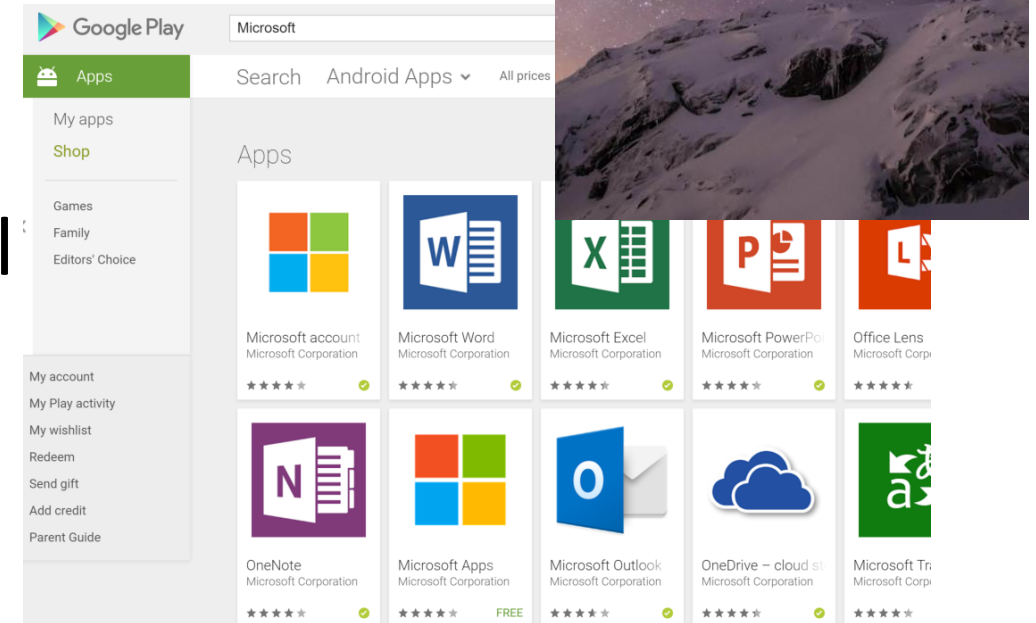 Google Play
Microsoft
Apps
Search
Android Apps
All prices
My apps
Shop
Games
Family
Editors' Choice
My account
My Play activity
My wishlist
Redeem
Send gift
Add credit
Parent Guide
Apps
W
X
P
L
Microsoft account
Microsoft Word
Microsoft Excel
Microsoft PowerPoi
Office Lens
Microsoft Corporation
Microsoft Corporation
Microsoft Corporation
Microsoft Corporation
Microsoft Corp
N
O
あ
a
OneNote
Microsoft Apps
Microsoft Outlook
OneDrive – cloud st
Microsoft Tra
Microsoft Corporation
Microsoft Corporation
Microsoft Corporation
Microsoft Corporation
Microsoft Corp
FREE